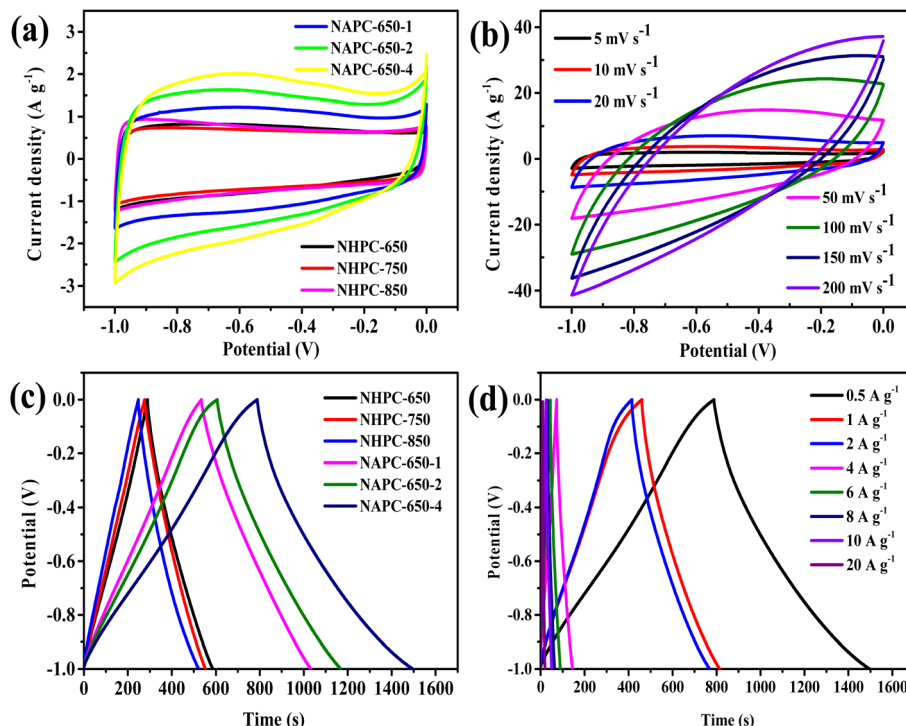 (a)
NAPC-650-1
NAPC-650-2
NAPC-650-4
NHPC-650
NHPC-750
NHPC-850
3
2
1
0
-1
-2
-3
Current density (A g⁻¹)
-1.0 -0.8 -0.6 -0.4 -0.2 0.0
Potential (V)
(b)
5 mV s⁻¹
10 mV s⁻¹
20 mV s⁻¹
50 mV s⁻¹
100 mV s⁻¹
150 mV s⁻¹
200 mV s⁻¹
40
20
0
-20
-40
Current density (A g⁻¹)
-1.0 -0.8 -0.6 -0.4 -0.2 0.0
Potential (V)
(c)
NHPC-650
NHPC-750
NHPC-850
NAPC-650-1
NAPC-650-2
NAPC-650-4
0.0
-0.2
-0.4
-0.6
-0.8
-1.0
Potential (V)
0 200 400 600 800 1000 1200 1400 1600
Time (s)
(d)
0.5 A g⁻¹
1 A g⁻¹
2 A g⁻¹
4 A g⁻¹
6 A g⁻¹
8 A g⁻¹
10 A g⁻¹
20 A g⁻¹
0.0
-0.2
-0.4
-0.6
-0.8
-1.0
Potential (V)
0 200 400 600 800 1000 1200 1400 1600
Time (s)